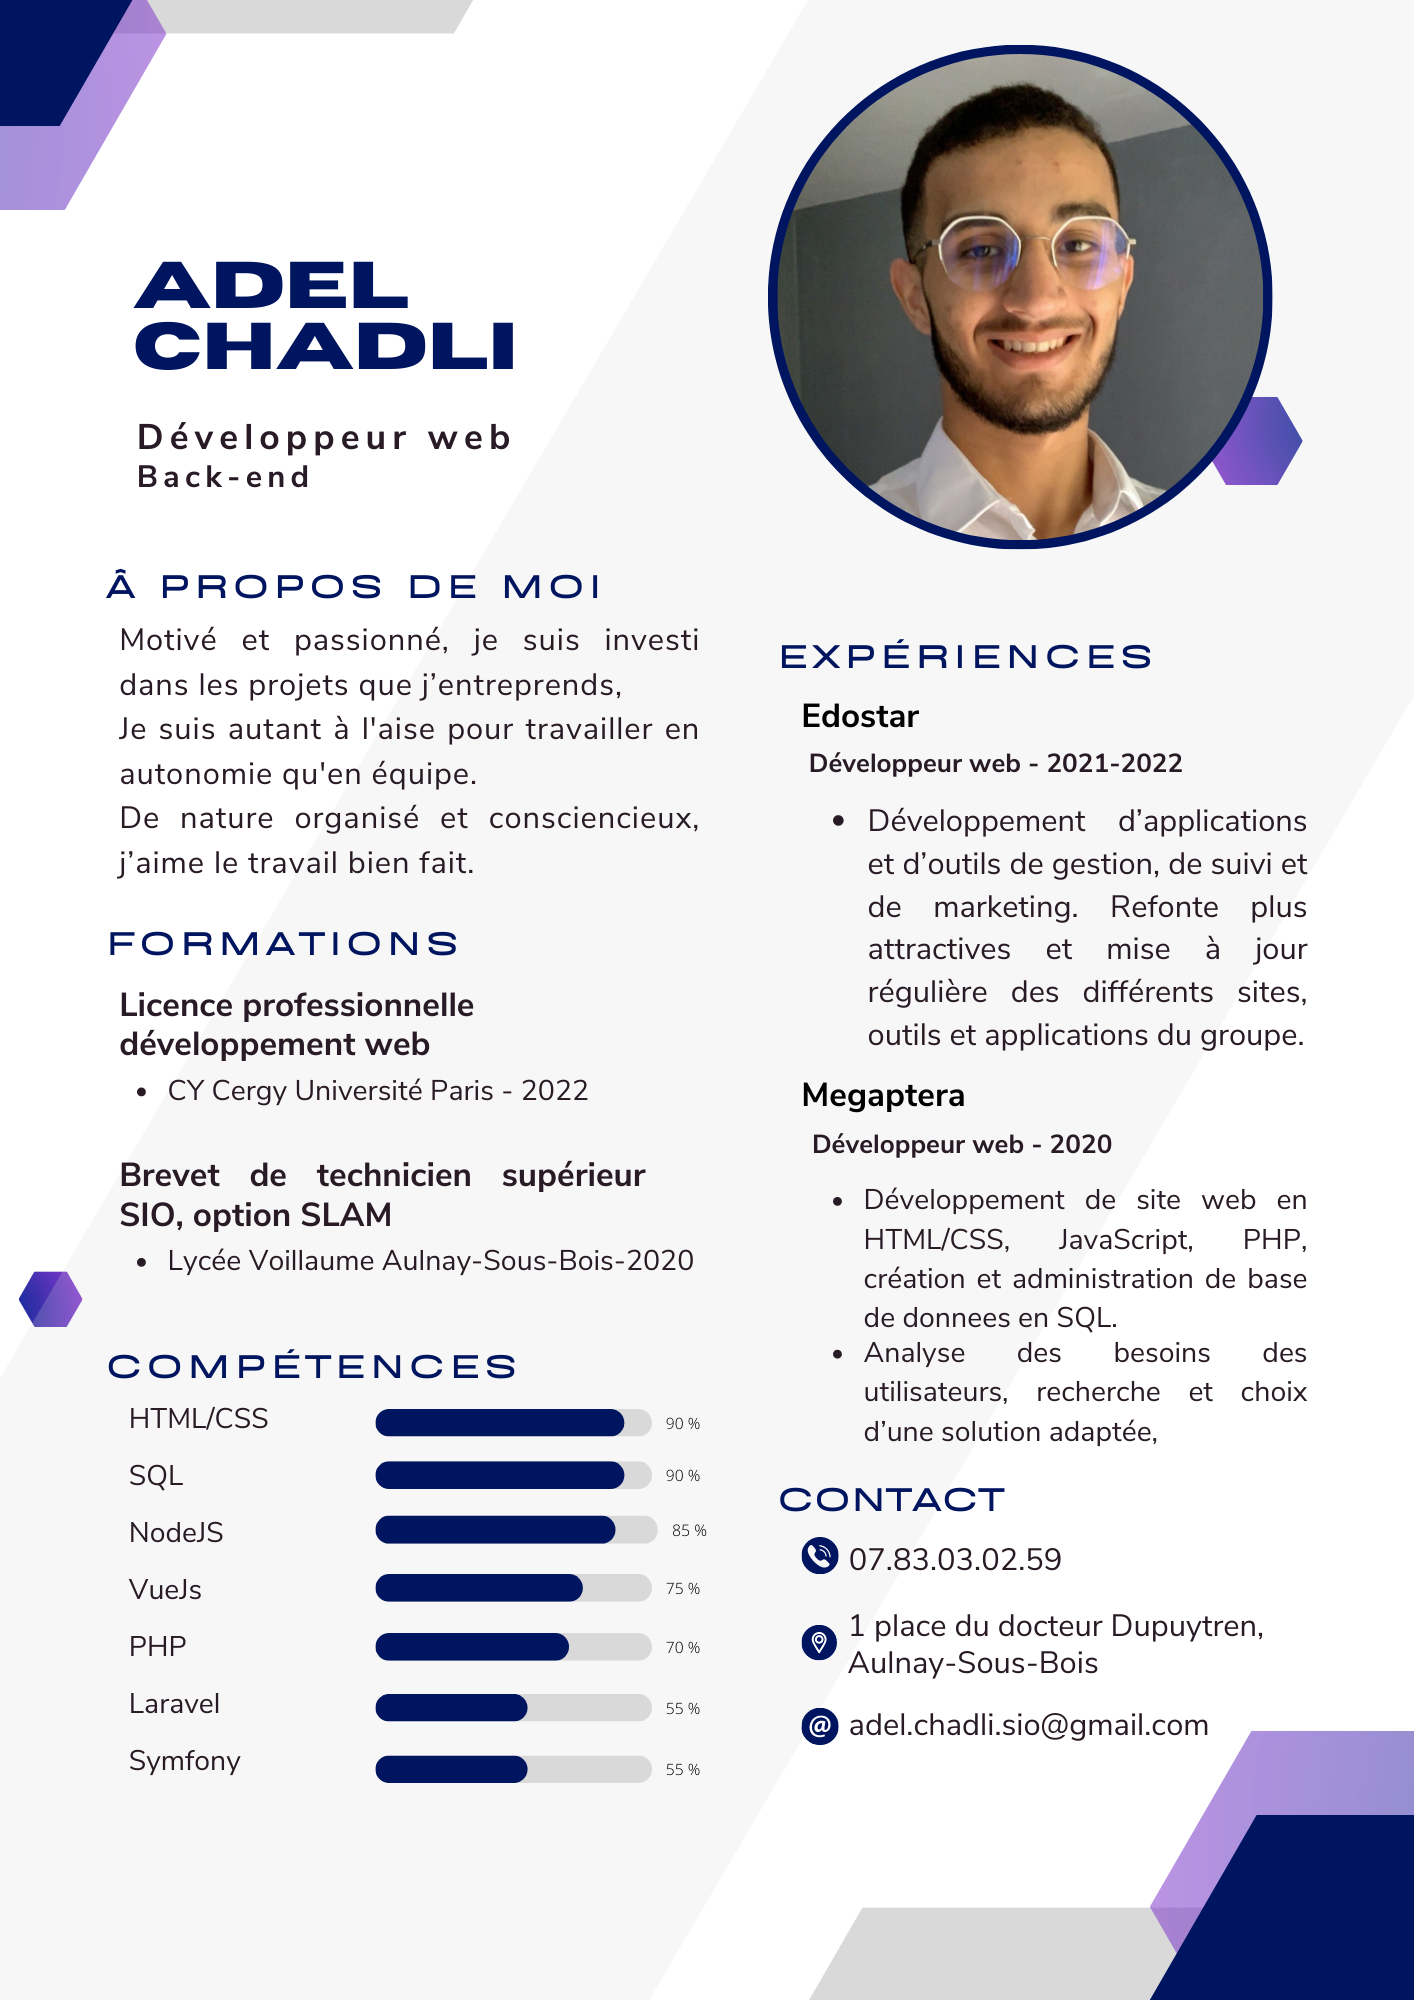 ADEL
CHADLI
Développeur web
Back-end
Â PROPOS DE MOI
Motivé et passionné, je suis investi
dans les projets que j’entreprends,
Je suis autant à l'aise pour travailler en
autonomie qu'en équipe.
De nature organisé et consciencieux,
j’aime le travail bien fait.
FORMATIONS
Licence professionnelle
développement web
• CY Cergy Université Paris - 2022
Brevet de technicien supérieur
SIO, option SLAM
• Lycée Voillaume Aulnay-Sous-Bois-2020
COMPÉTENCES
HTML/CSS 90 %
SQL 90 %
NodeJS 85 %
VueJs 75 %
PHP 70 %
Laravel 55 %
Symfony 55 %
EXPÉRIENCES
Edostar
Développeur web - 2021-2022
• Développement d’applications
et d’outils de gestion, de suivi et
de marketing. Refonte plus
attractives et mise à jour
régulière des différents sites,
outils et applications du groupe.
Megaptera
Développeur web - 2020
• Développement de site web en
HTML/CSS, JavaScript, PHP,
création et administration de base
de donnees en SQL.
• Analyse des besoins des
utilisateurs, recherche et choix
d’une solution adaptée,
CONTACT
07.83.03.02.59
1 place du docteur Dupuytren,
Aulnay-Sous-Bois
adel.chadli.sio@gmail.com